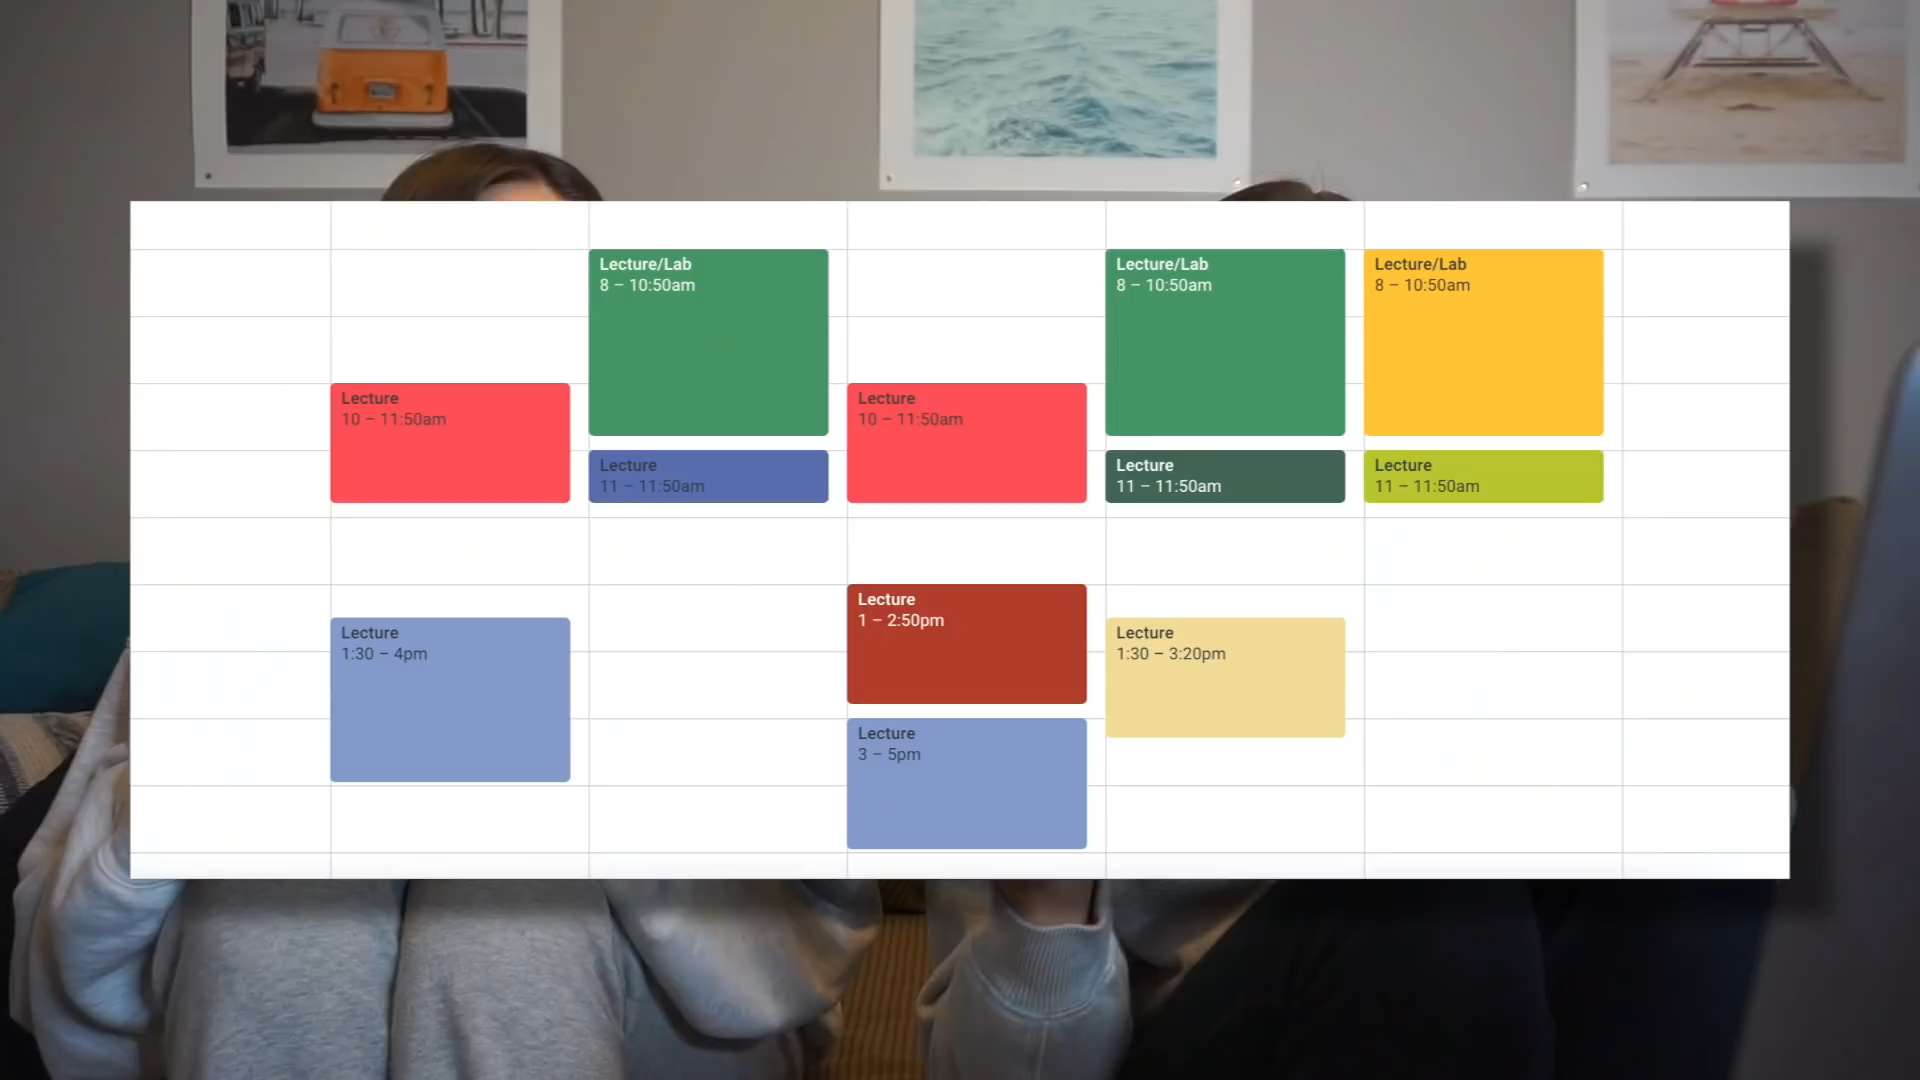 Lecture
10 – 11:50am
Lecture
1:30 – 4pm
Lecture/Lab
8 – 10:50am
Lecture
11 – 11:50am
Lecture
10 – 11:50am
Lecture
1 – 2:50pm
Lecture
3 – 5pm
Lecture/Lab
8 – 10:50am
Lecture
11 – 11:50am
Lecture
1:30 – 3:20pm
Lecture/Lab
8 – 10:50am
Lecture
11 – 11:50am